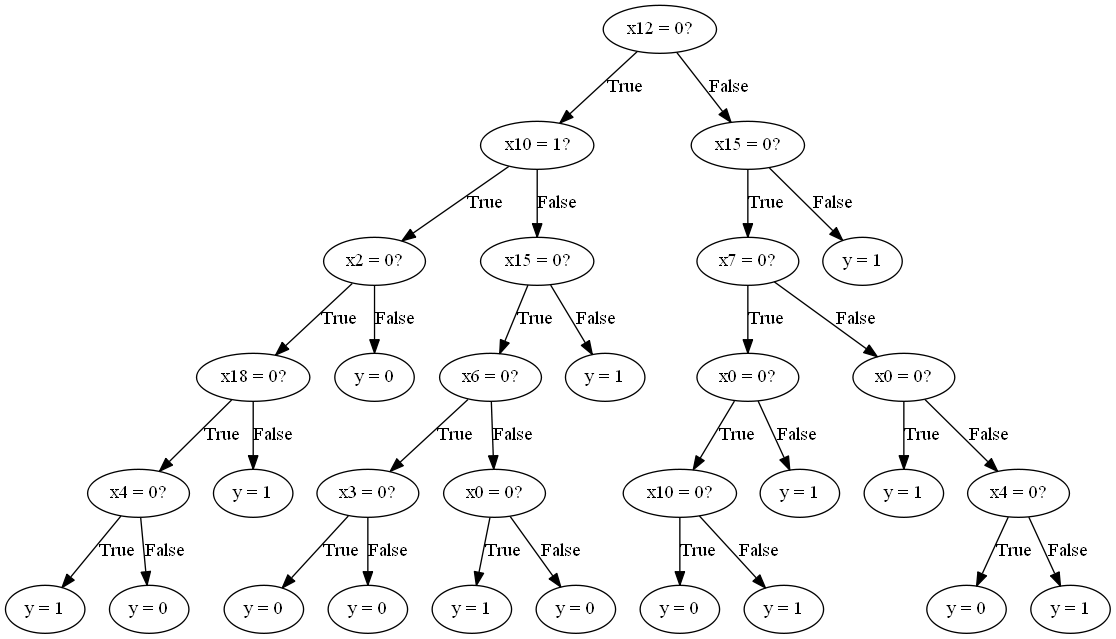 x12 = 0?
True
False
x10 = 1?
x15 = 0?
True
False
True
False
x2 = 0?
x15 = 0?
x7 = 0?
y = 1
True
False
True
False
True
False
x18 = 0?
y = 0
x6 = 0?
y = 1
x0 = 0?
x0 = 0?
True
False
True
False
True
False
True
False
x4 = 0?
y = 1
x3 = 0?
x0 = 0?
x10 = 0?
y = 1
y = 1
x4 = 0?
True
False
True
False
True
False
True
False
True
False
y = 1
y = 0
y = 0
y = 0
y = 1
y = 0
y = 0
y = 1
y = 0
y = 1